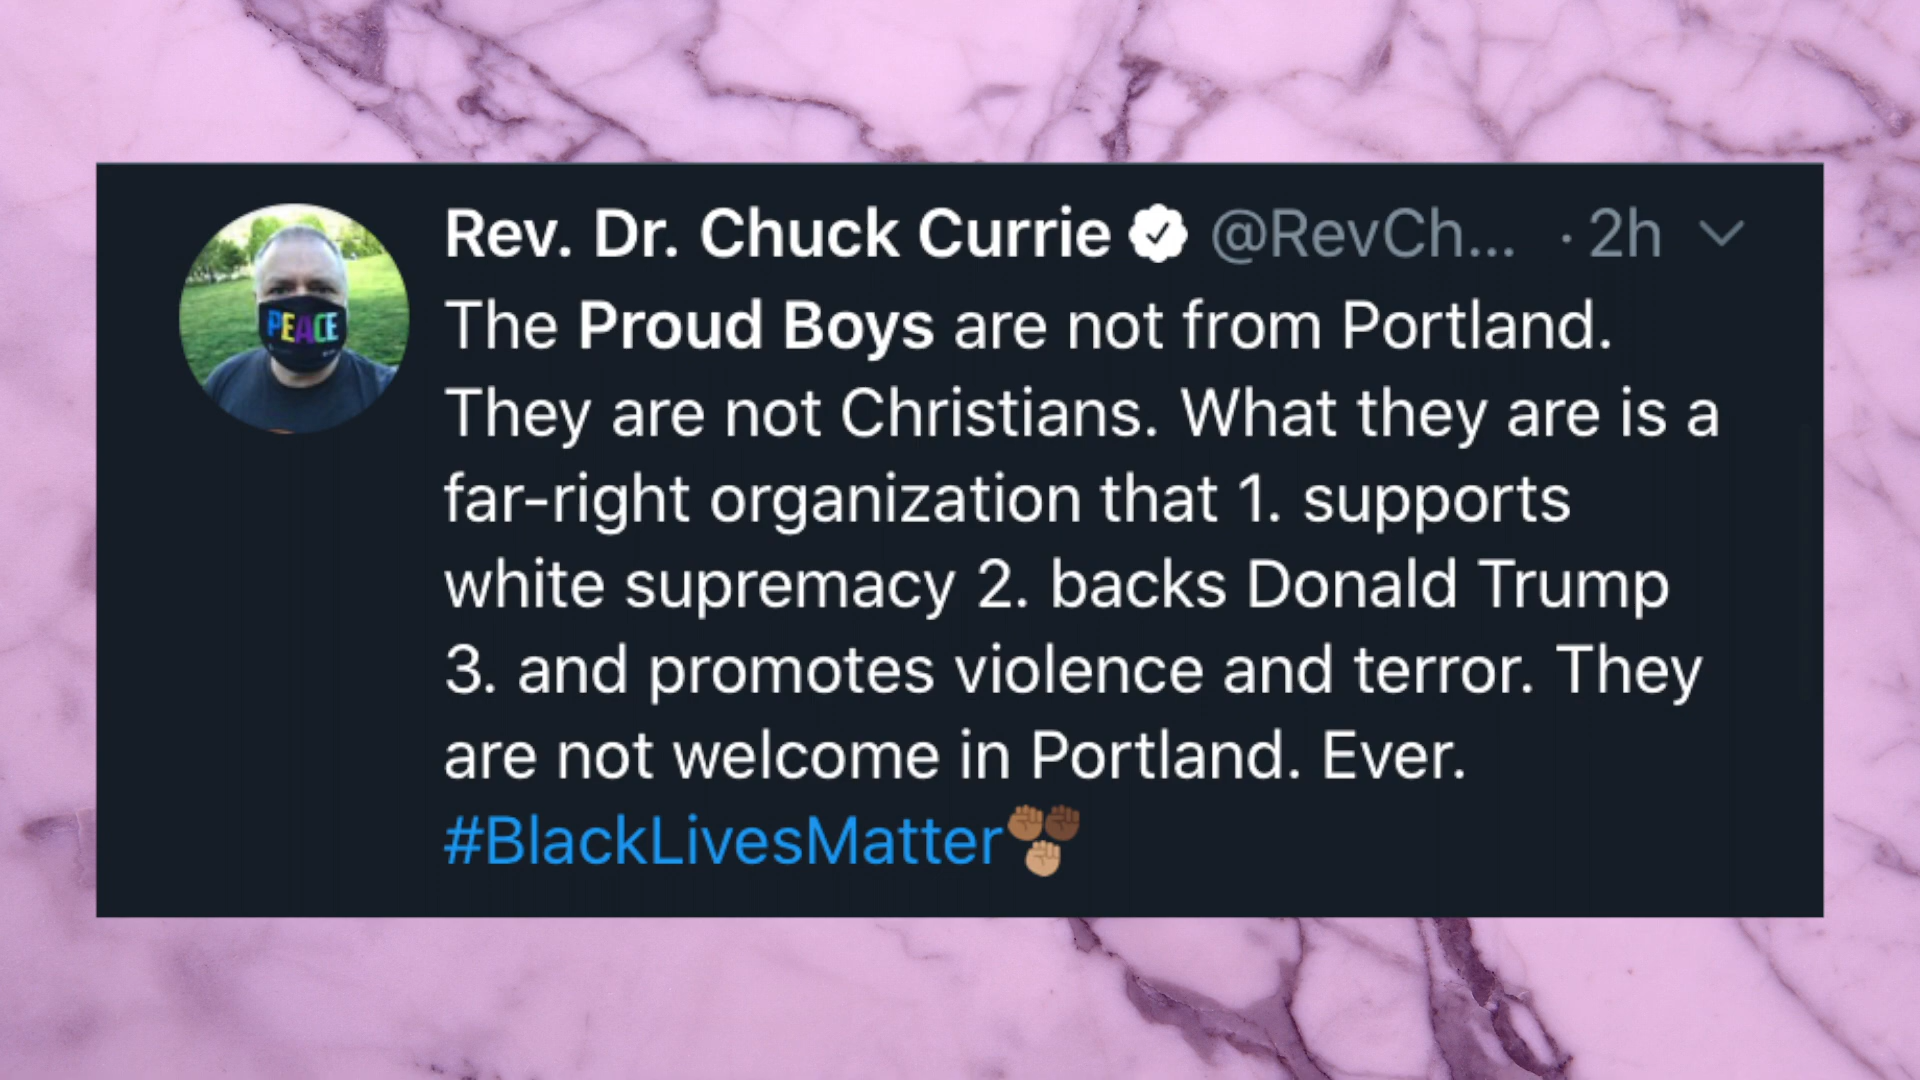 Rev. Dr. Chuck Currie @RevCh... · 2h
PEACE
The Proud Boys are not from Portland.
They are not Christians. What they are is a
far-right organization that 1. supports
white supremacy 2. backs Donald Trump
3. and promotes violence and terror. They
are not welcome in Portland. Ever.
#BlackLivesMatter✊🏾✊🏿✊🏽